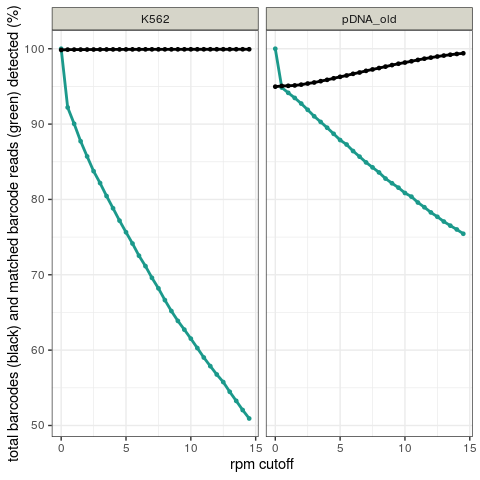 K562
pDNA_old
total barcodes (black) and matched barcode reads (green) detected (%)
100
90
80
70
60
50
0 5 10 15 0 5 10 15
rpm cutoff